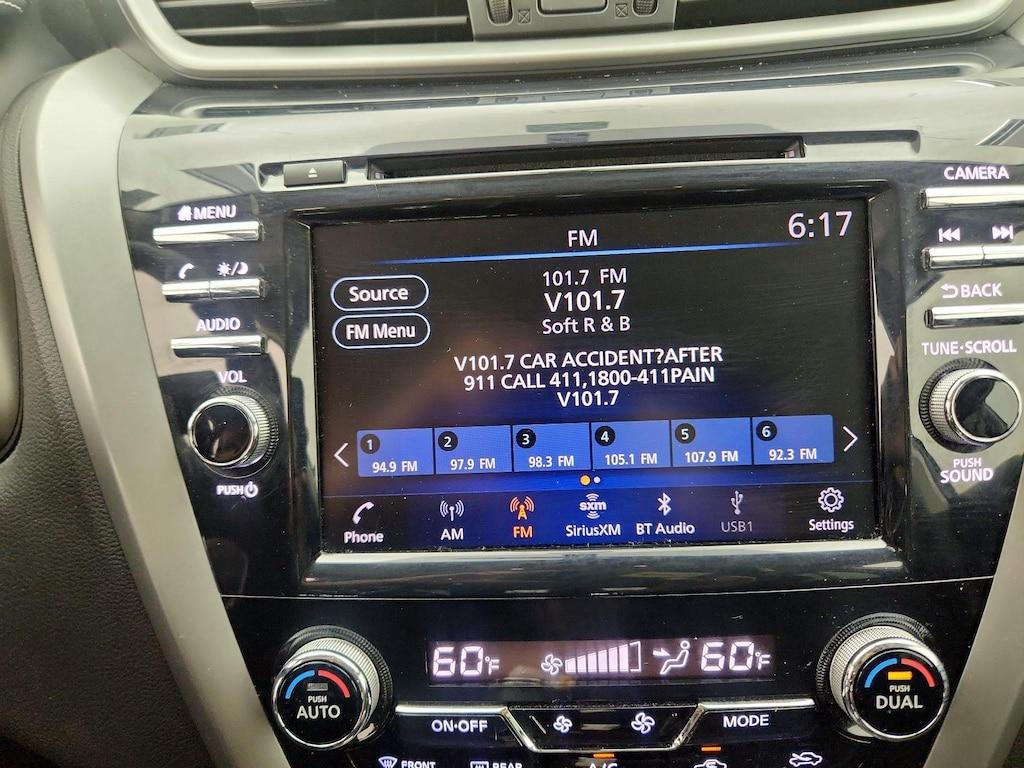 CAMERA
MENU
FM
6:17
101.7 FM
Source
V101.7
Soft R & B
FM Menu
BACK
AUDIO
TUNE·SCROLL
V101.7 CAR ACCIDENT?AFTER
911 CALL 411,1800-411PAIN
V101.7
VOL
1 2 3 4 5 6
94.9 FM 97.9 FM 98.3 FM 105.1 FM 107.9 FM 92.3 FM
PUSH
PUSH
SOUND
sxm
Phone AM FM SiriusXM BT Audio USB1 Settings
60°F 60°F
PUSH
AUTO
PUSH
DUAL
ON·OFF
MODE
FRONT
REAR
A/C